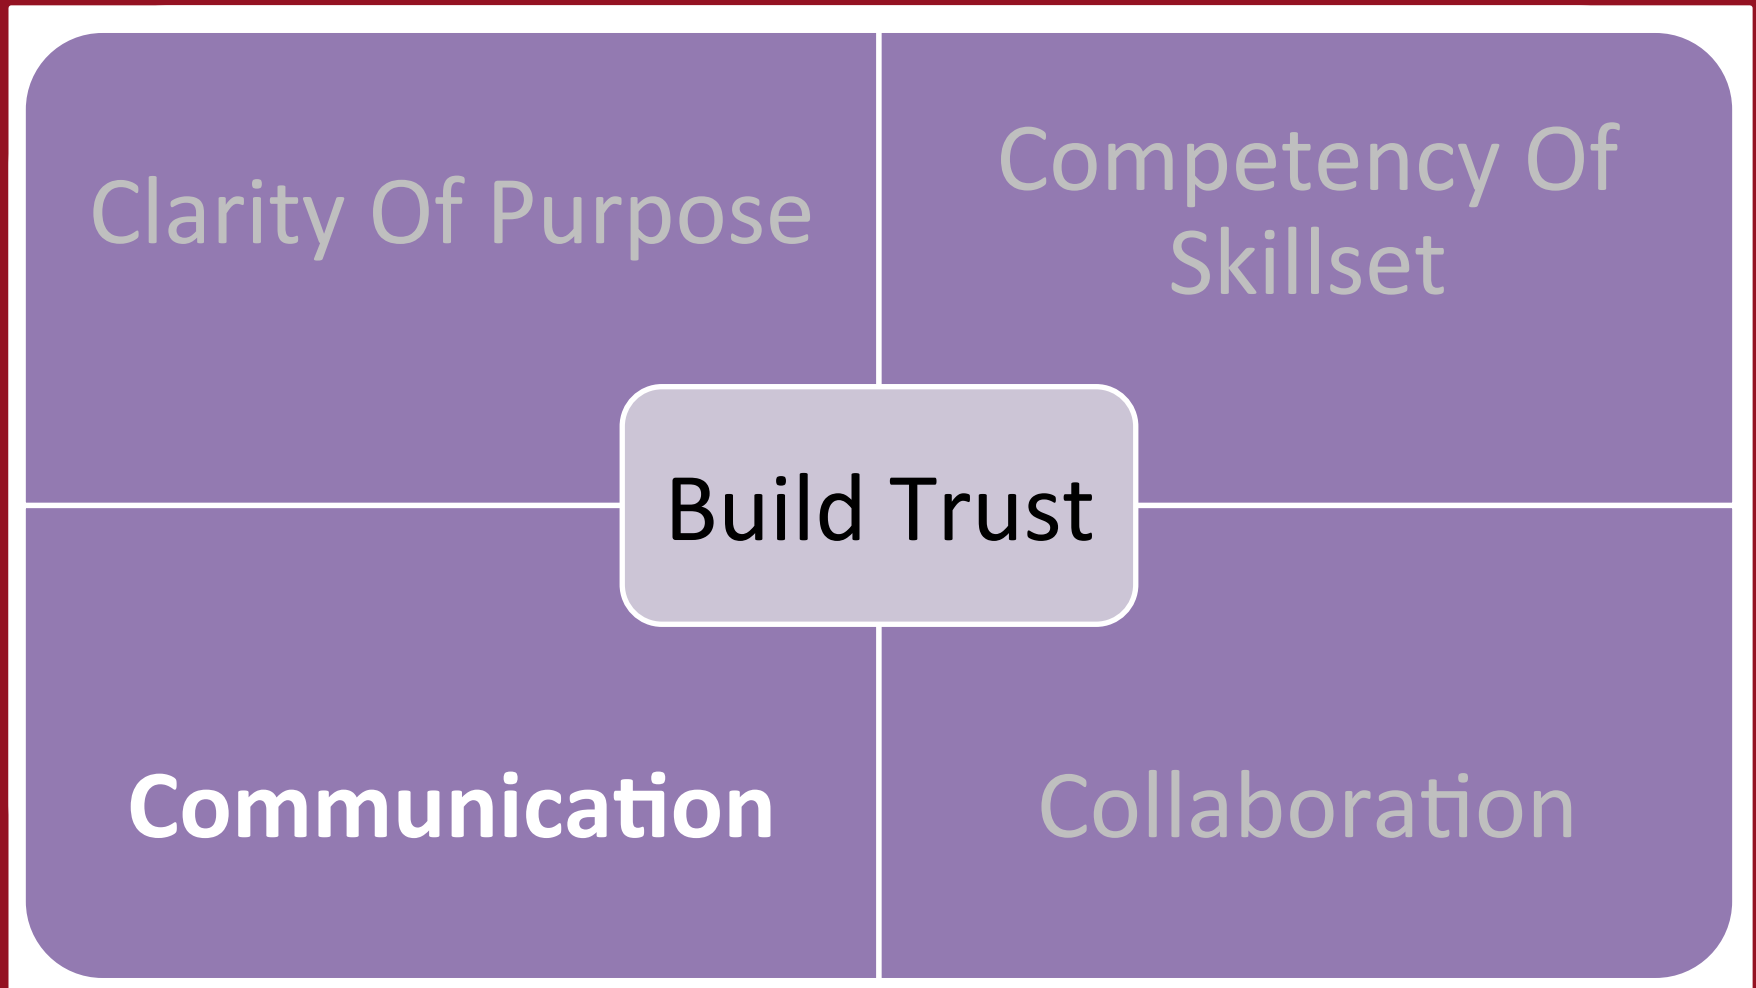 Clarity Of Purpose
Competency Of
Skillset
Build Trust
Communication
Collaboration